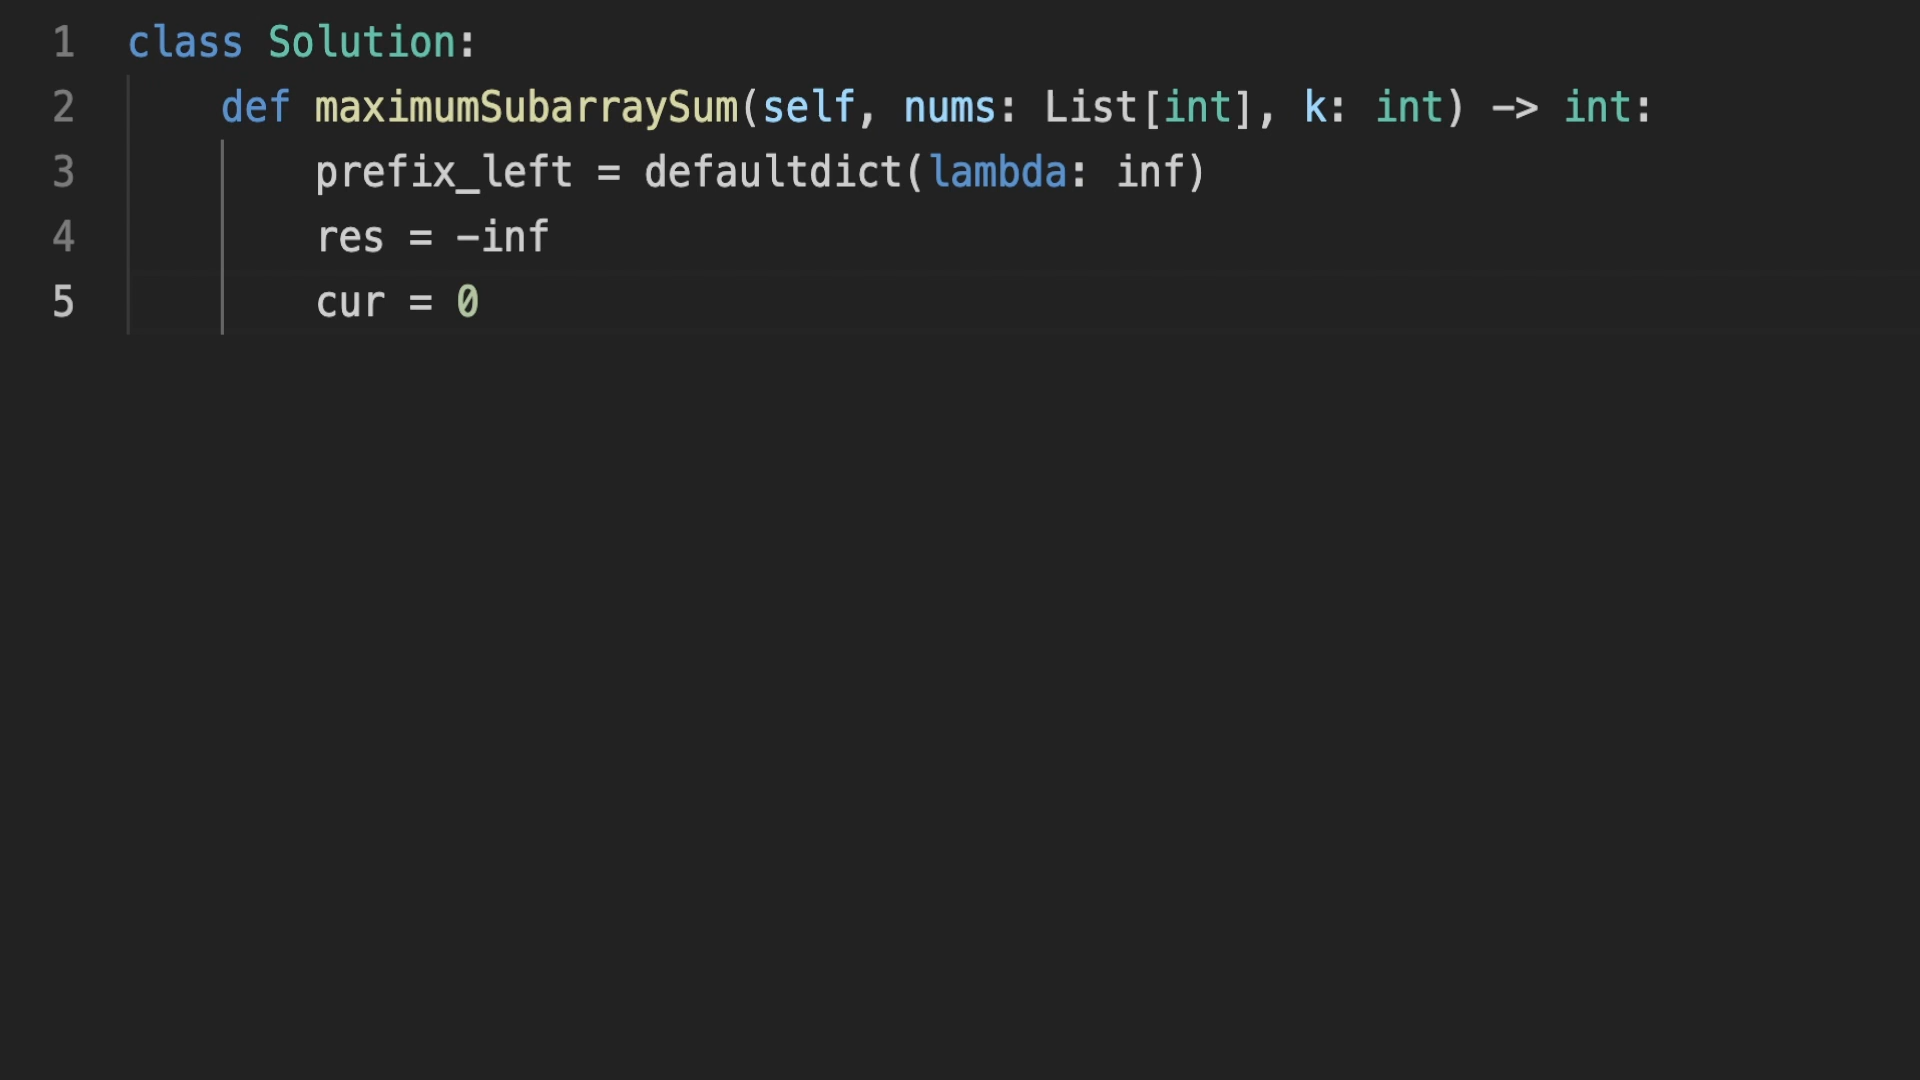 1 class Solution:
2 def maximumSubarraySum(self, nums: List[int], k: int) -> int:
3 prefix_left = defaultdict(lambda: inf)
4 res = -inf
5 cur = 0